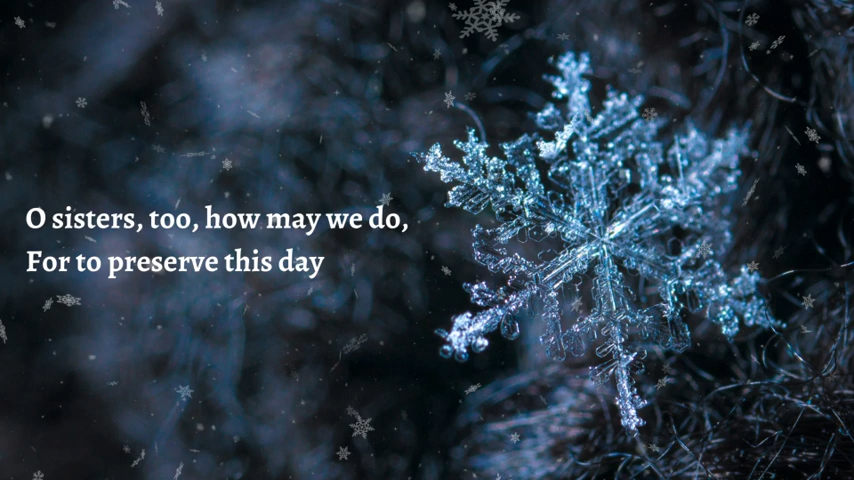 O sisters, too, how may we do,
For to preserve this day